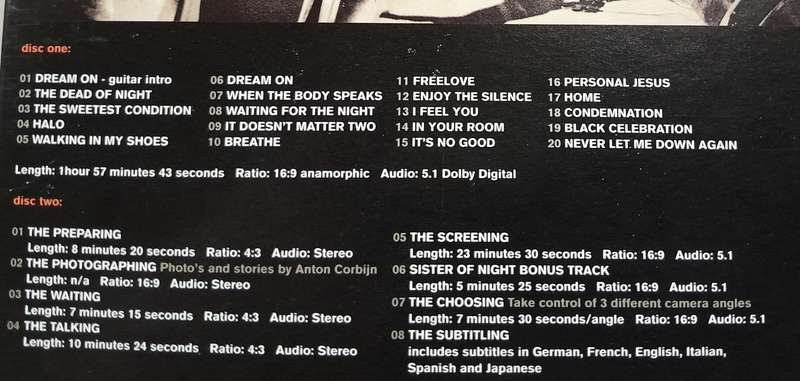 disc one:
01 DREAM ON - guitar intro
02 THE DEAD OF NIGHT
03 THE SWEETEST CONDITION
04 HALO
05 WALKING IN MY SHOES
06 DREAM ON
07 WHEN THE BODY SPEAKS
08 WAITING FOR THE NIGHT
09 IT DOESN'T MATTER TWO
10 BREATHE
11 FREELOVE
12 ENJOY THE SILENCE
13 I FEEL YOU
14 IN YOUR ROOM
15 IT'S NO GOOD
16 PERSONAL JESUS
17 HOME
18 CONDEMNATION
19 BLACK CELEBRATION
20 NEVER LET ME DOWN AGAIN
Length: 1hour 57 minutes 43 seconds Ratio: 16:9 anamorphic Audio: 5.1 Dolby Digital
disc two:
01 THE PREPARING
Length: 8 minutes 20 seconds Ratio: 4:3 Audio: Stereo
02 THE PHOTOGRAPHING Photo's and stories by Anton Corbijn
Length: n/a Ratio: 16:9 Audio: Stereo
03 THE WAITING
Length: 7 minutes 15 seconds Ratio: 4:3 Audio: Stereo
04 THE TALKING
Length: 10 minutes 24 seconds Ratio: 4:3 Audio: Stereo
05 THE SCREENING
Length: 23 minutes 30 seconds Ratio: 16:9 Audio: 5.1
06 SISTER OF NIGHT BONUS TRACK
Length: 5 minutes 25 seconds Ratio: 16:9 Audio: 5.1
07 THE CHOOSING Take control of 3 different camera angles
Length: 7 minutes 30 seconds/angle Ratio: 16:9 Audio: 5.1
08 THE SUBTITLING
includes subtitles in German, French, English, Italian,
Spanish and Japanese